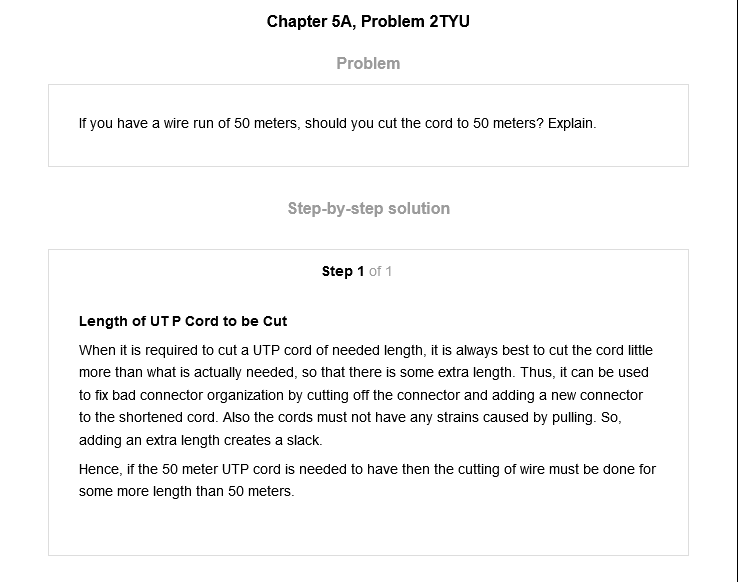 Chapter 5A, Problem 2TYU
Problem
If you have a wire run of 50 meters, should you cut the cord to 50 meters? Explain.
Step-by-step solution
Step 1 of 1
Length of UTP Cord to be Cut
When it is required to cut a UTP cord of needed length, it is always best to cut the cord little
more than what is actually needed, so that there is some extra length. Thus, it can be used
to fix bad connector organization by cutting off the connector and adding a new connector
to the shortened cord. Also the cords must not have any strains caused by pulling. So,
adding an extra length creates a slack.
Hence, if the 50 meter UTP cord is needed to have then the cutting of wire must be done for
some more length than 50 meters.